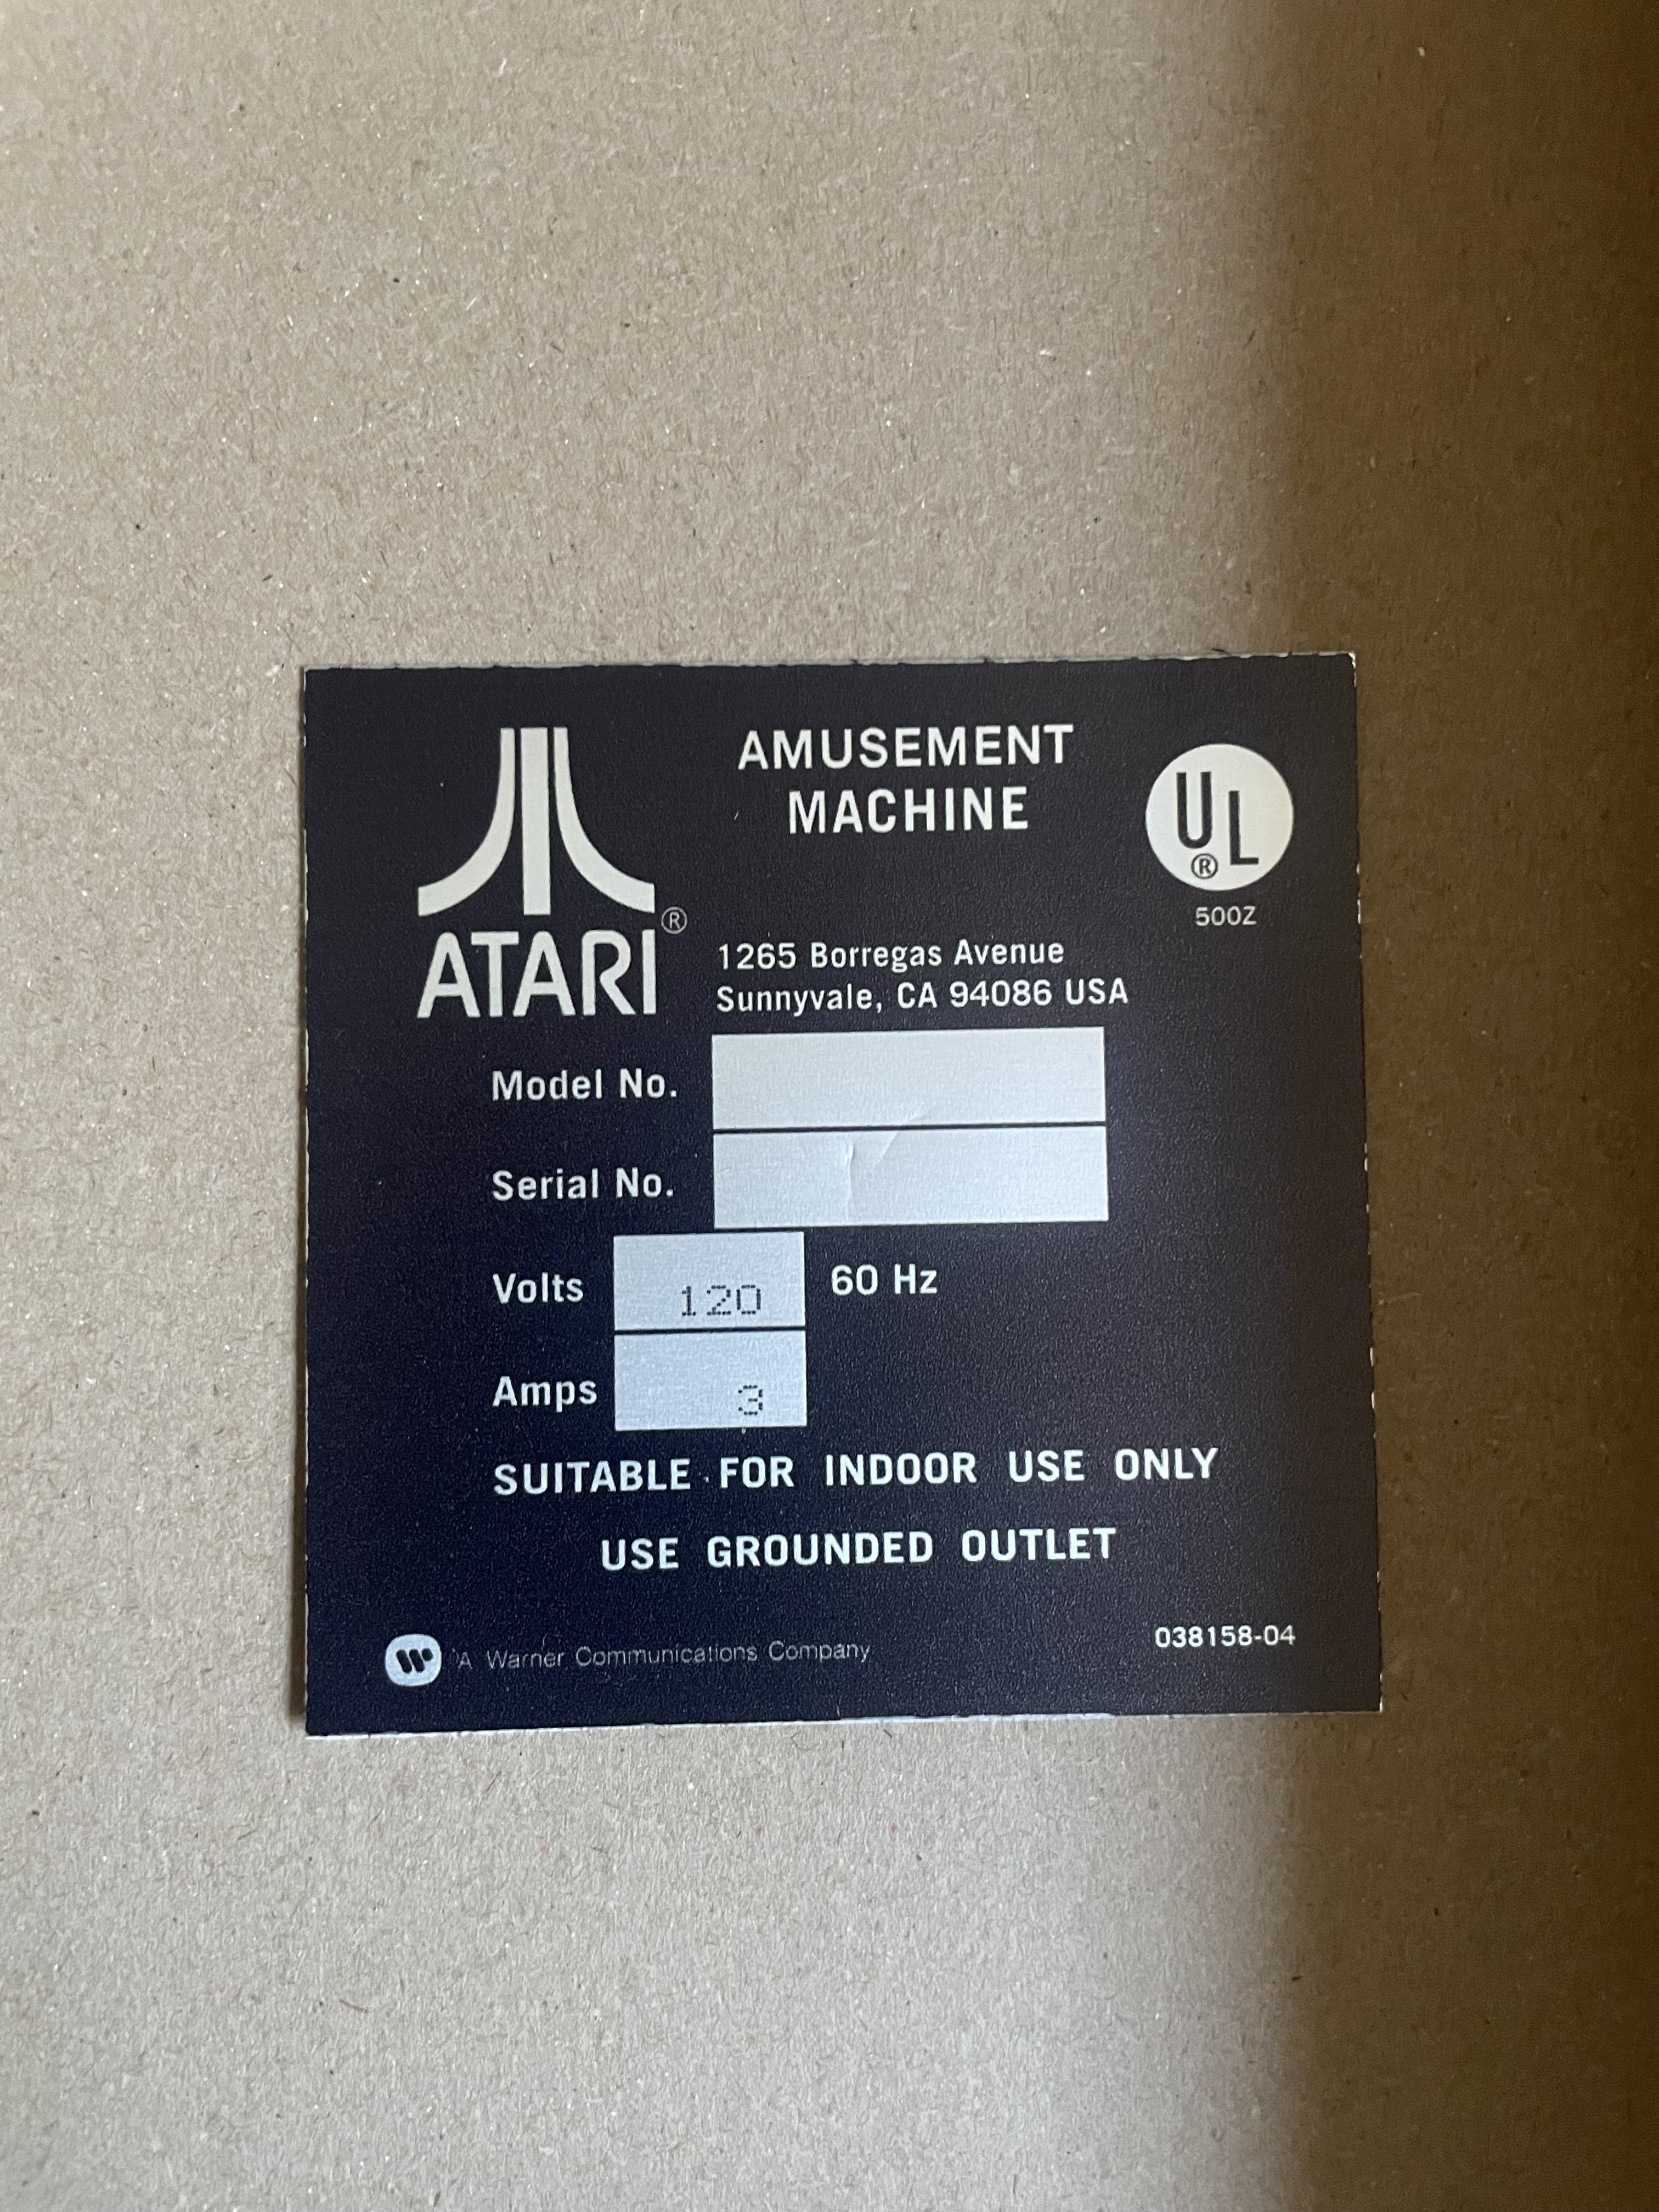 AMUSEMENT
MACHINE
UL
®
500Z
ATARI®
1265 Borregas Avenue
Sunnyvale, CA 94086 USA
Model No.
Serial No.
Volts 120 60 Hz
Amps 3
SUITABLE FOR INDOOR USE ONLY
USE GROUNDED OUTLET
A Warner Communications Company
038158-04